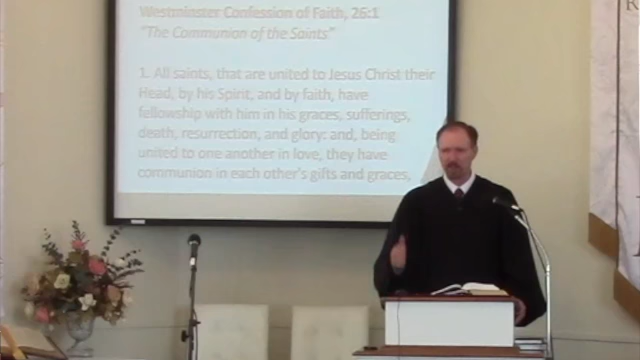 Westminster Confession of Faith, 26:1
"The Communion of the Saints"
1. All saints, that are united to Jesus Christ their
Head, by his Spirit, and by faith, have
fellowship with him in his graces, sufferings,
death, resurrection, and glory: and, being
united to one another in love, they have
communion in each other's gifts and graces,